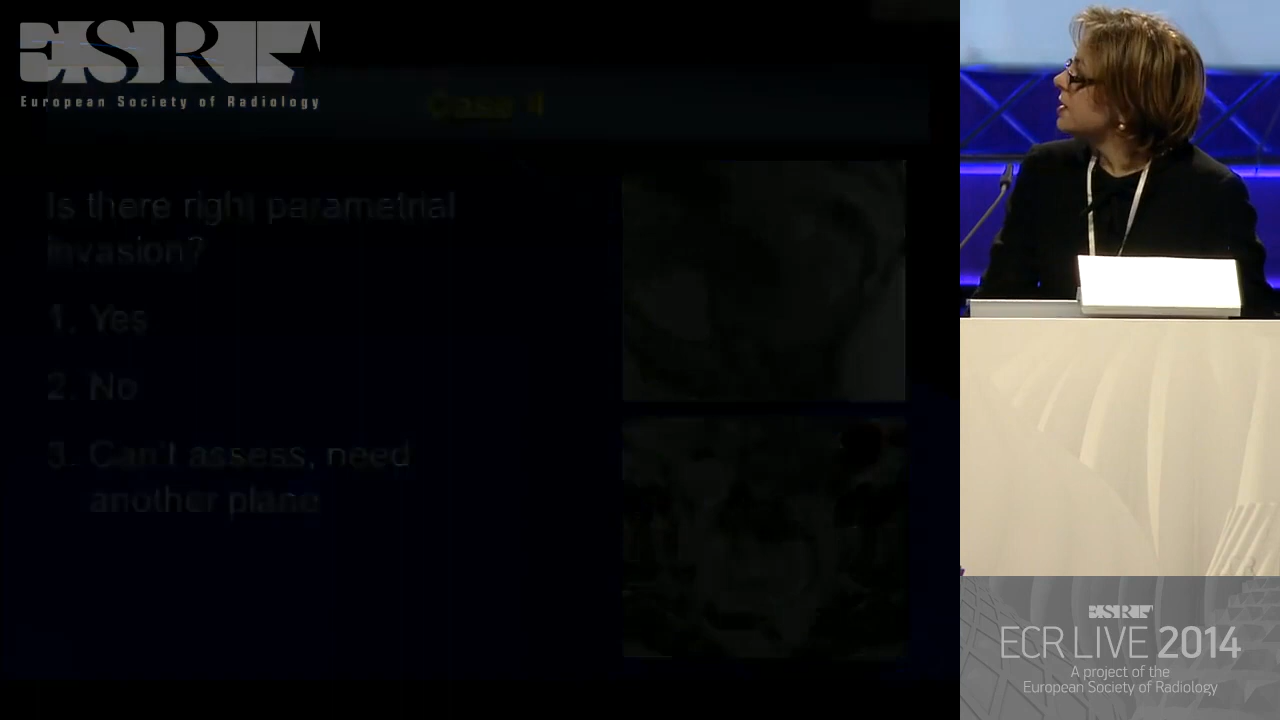 ESR
European Society of Radiology
Case 4
Is there right parametrial
invasion?
1. Yes
2. No
3. Can't assess, need
another plane
ESR
ECR LIVE 2014
A project of the
European Society of Radiology